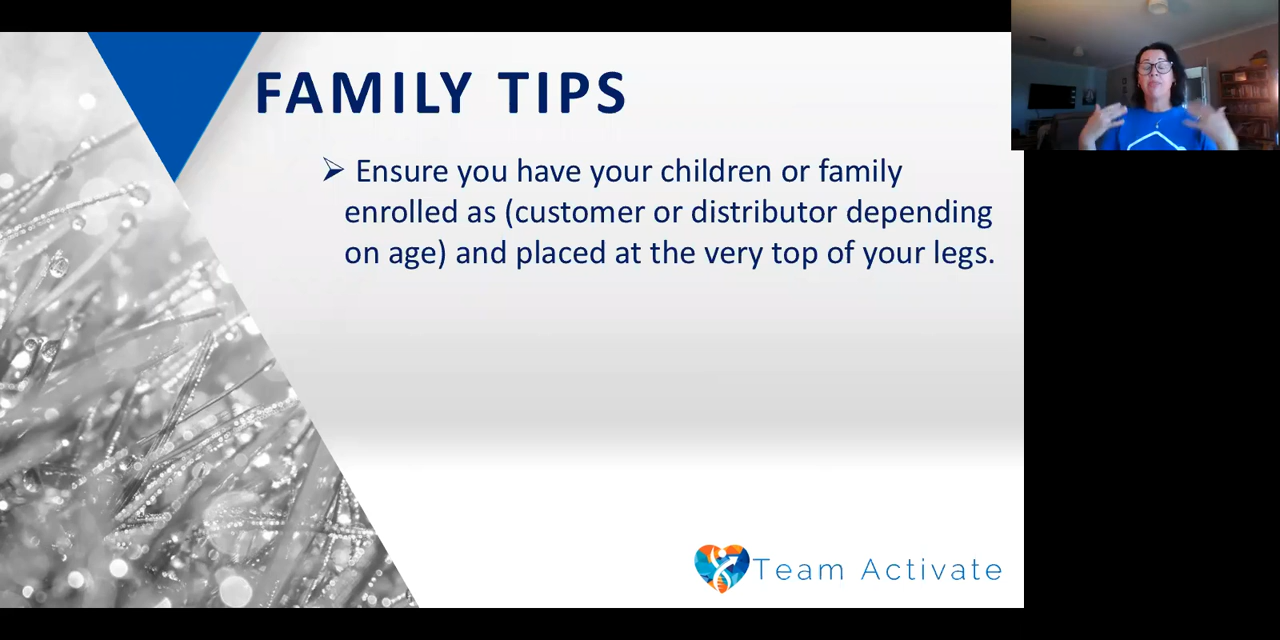 FAMILY TIPS
Ensure you have your children or family
enrolled as (customer or distributor depending
on age) and placed at the very top of your legs.
Team Activate